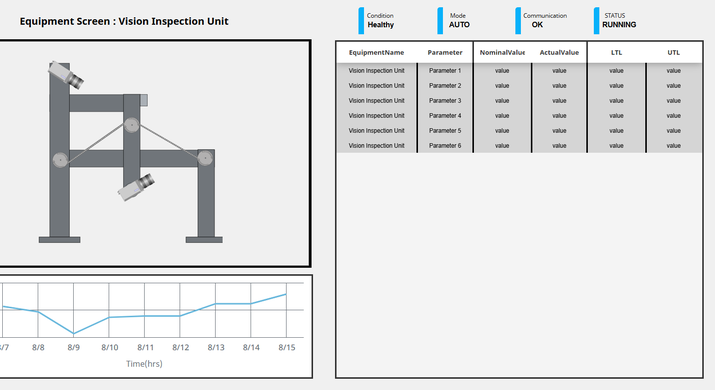 Equipment Screen : Vision Inspection Unit
Condition
Healthy
Mode
AUTO
Communication
OK
STATUS
RUNNING
EquipmentName Parameter NominalValue ActualValue LTL UTL
Vision Inspection Unit Parameter 1 value value value value
Vision Inspection Unit Parameter 2 value value value value
Vision Inspection Unit Parameter 3 value value value value
Vision Inspection Unit Parameter 4 value value value value
Vision Inspection Unit Parameter 5 value value value value
Vision Inspection Unit Parameter 6 value value value value
/7 8/8 8/9 8/10 8/11 8/12 8/13 8/14 8/15
Time(hrs)